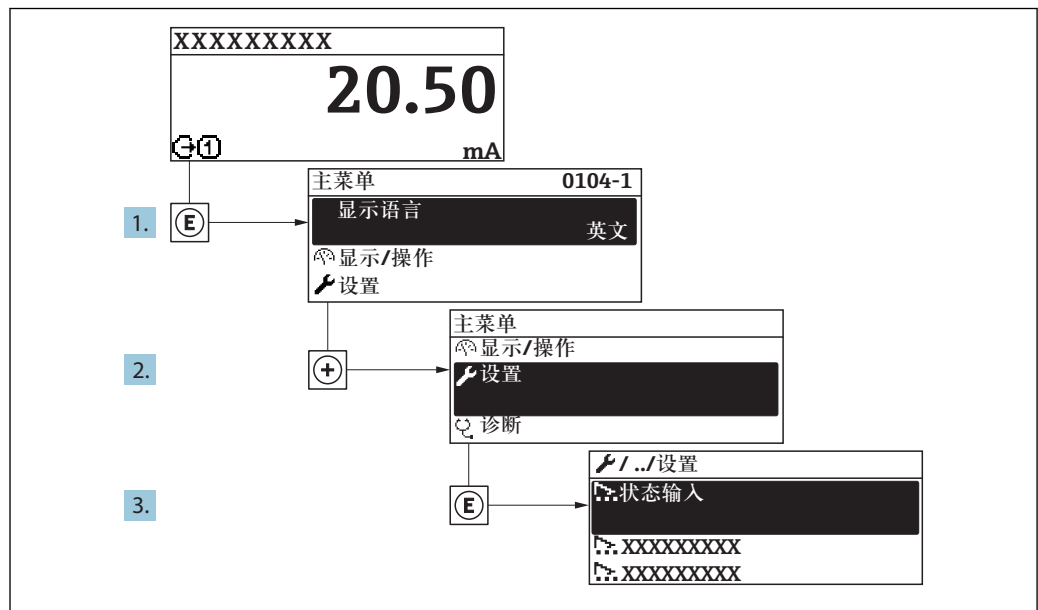 XXXXXXXXX
20.50
mA
1.
E
主菜单 0104-1
显示语言
英文
显示/操作
设置
2.
+
主菜单
显示/操作
设置
诊断
3.
E
/ ../设置
状态输入
XXXXXXXXX
XXXXXXXXX